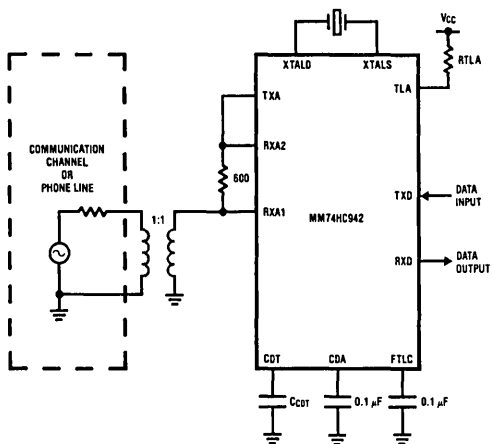 VCC
XTALD
XTALS
RTLA
TXA
TLA
COMMUNICATION
CHANNEL
OR
PHONE LINE
RXA2
600
1:1
RXA1
MM74HC942
TXD
DATA
INPUT
RXD
DATA
OUTPUT
CDT
CDA
FTLC
CCDT
0.1 µF
0.1 µF